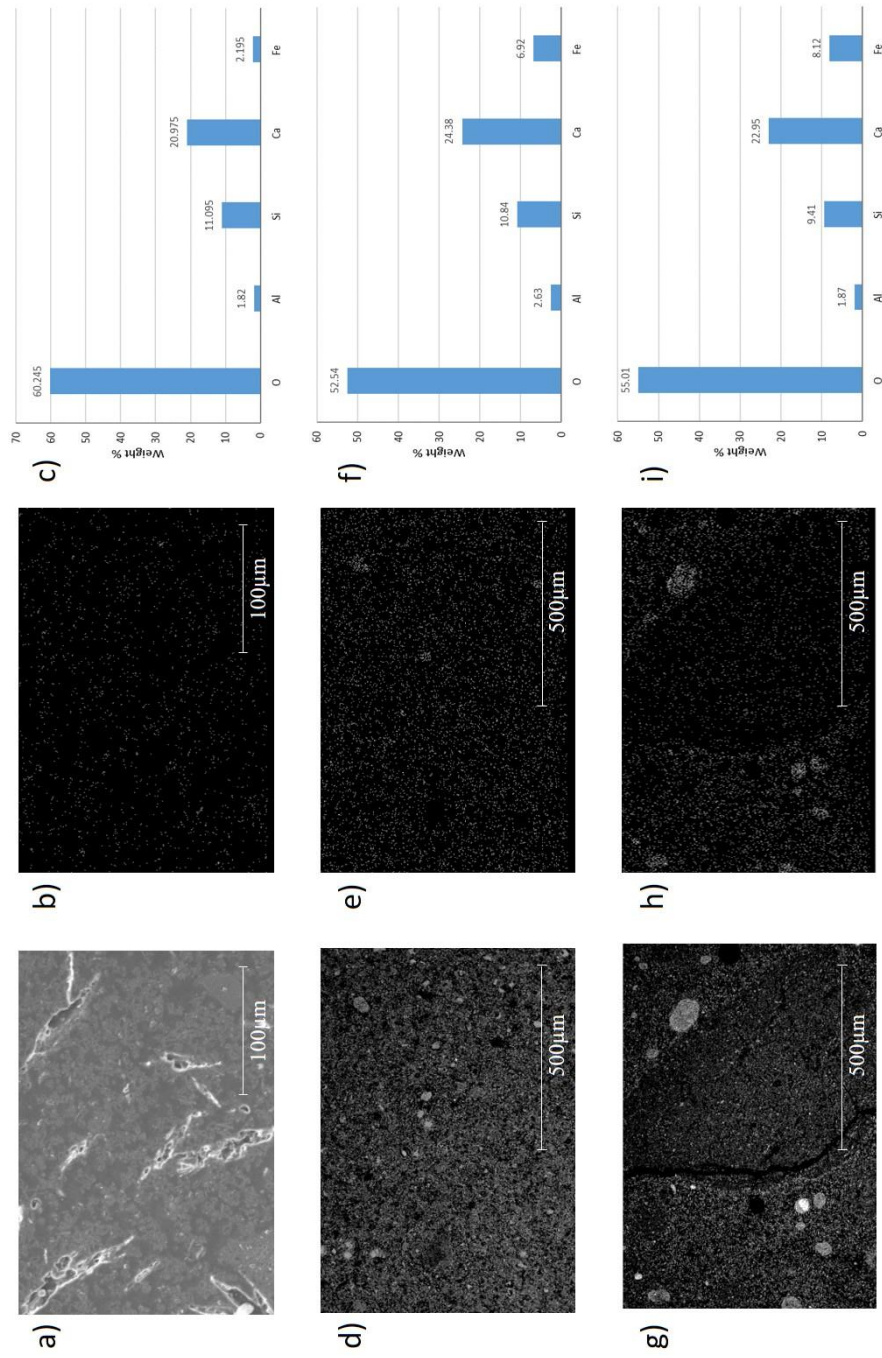 a)
100µm
b)
100µm
c)
Weight %
70
60
50
40
30
20
10
0
60.245
1.82
11.095
20.975
2.195
O Al Si Ca Fe
d)
500µm
e)
500µm
f)
Weight %
60
50
40
30
20
10
0
52.54
2.63
10.84
24.38
6.92
O Al Si Ca Fe
g)
500µm
h)
500µm
i)
Weight %
60
50
40
30
20
10
0
55.01
1.87
9.41
22.95
8.12
O Al Si Ca Fe